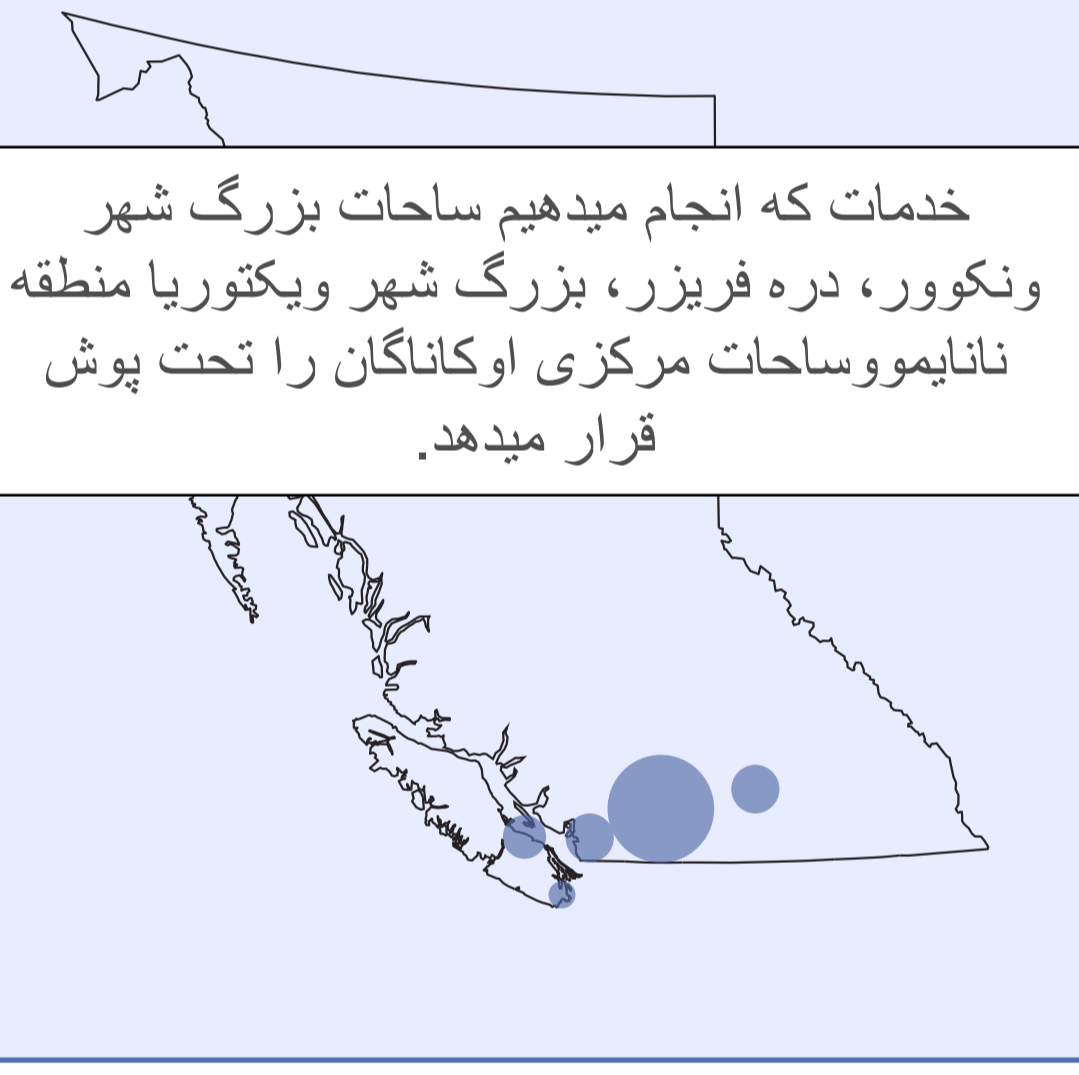 خدمات که انجام میدهیم ساحات بزرگ شهر
ونکوور، دره فریزر، بزرگ شهر ویکتوریا منطقه
نانایمووساحات مرکزی اوکاناگان را تحت پوش
قرار میدهد.